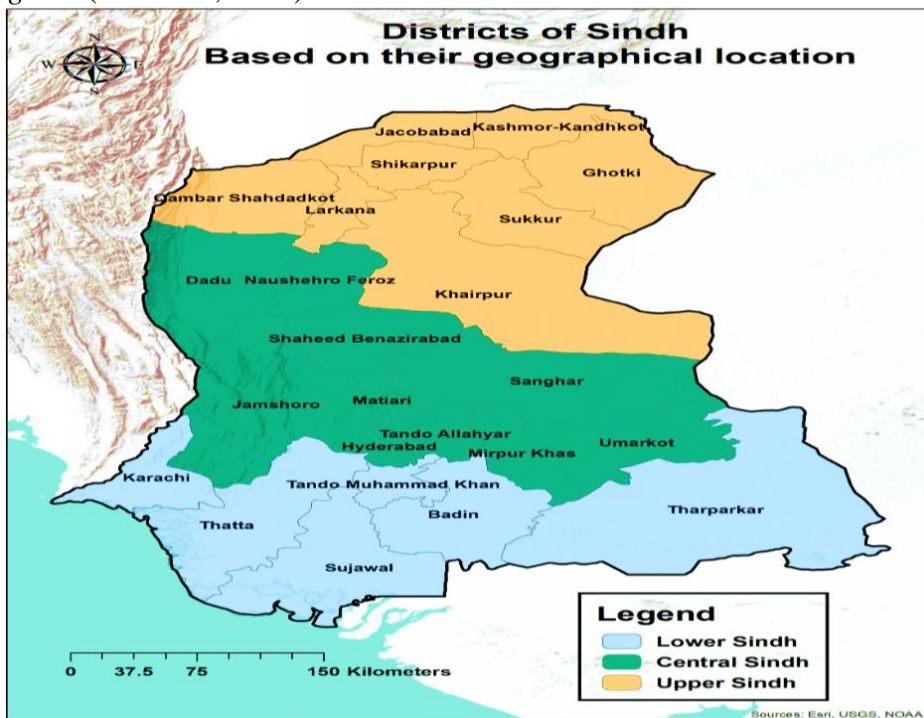 Districts of Sindh
Based on their geographical location
N
W E
S
Jacobabad Kashmor-Kandhkot
Shikarpur
Ghotki
Qambar Shahdadkot
Larkana
Sukkur
Dadu Naushehro Feroz
Khairpur
Shaheed Benazirabad
Sanghar
Jamshoro Matiari
Tando Allahyar
Hyderabad Mirpur Khas Umarkot
Karachi Tando Muhammad Khan
Thatta Badin Tharparkar
Sujawal
Legend
Lower Sindh
Central Sindh
Upper Sindh
0 37.5 75 150 Kilometers
Sources: Esri, USGS, NOAA